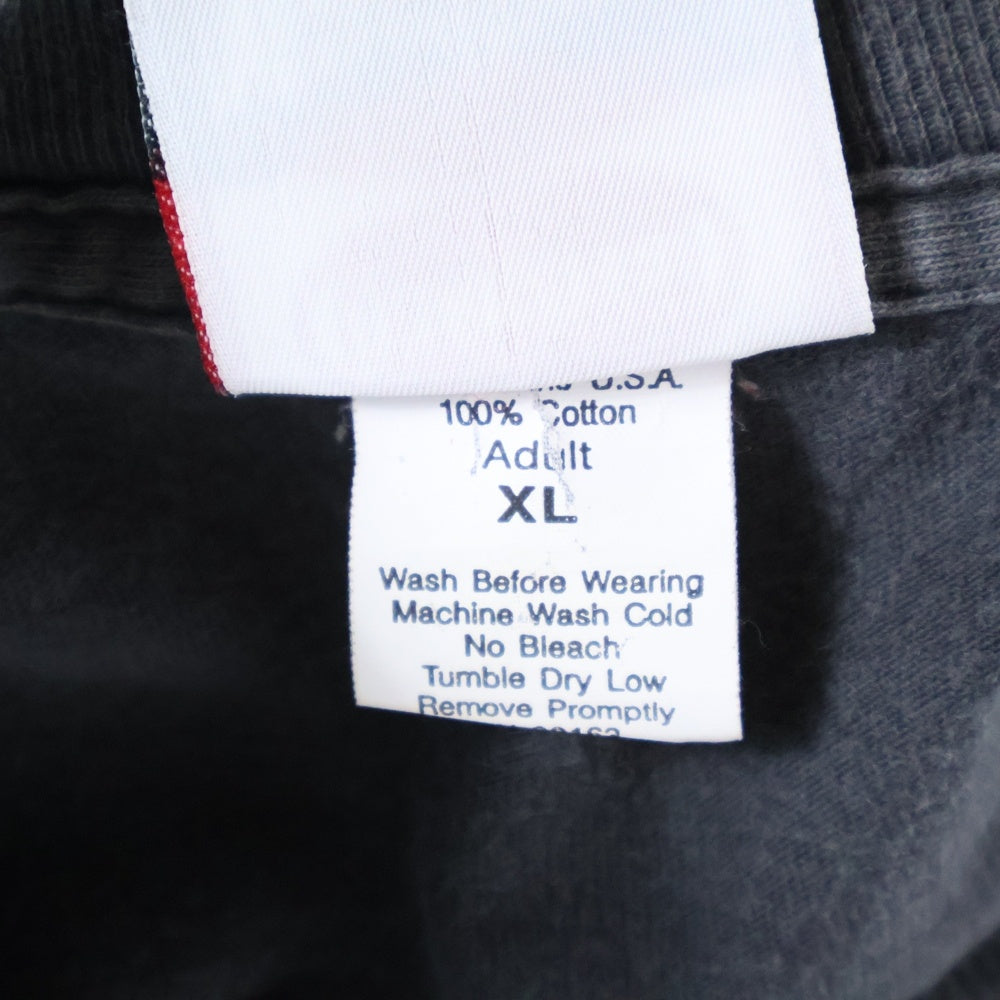 U.S.A.
100% Cotton
Adult
XL
Wash Before Wearing
Machine Wash Cold
No Bleach
Tumble Dry Low
Remove Promptly